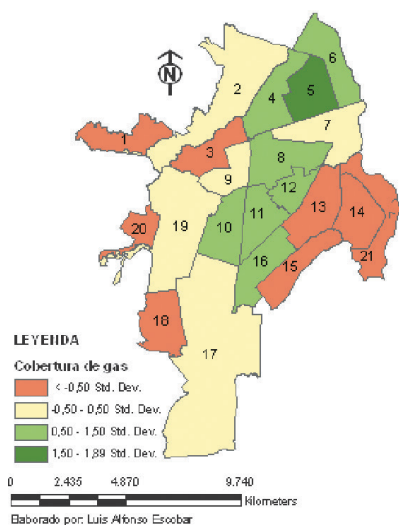 N
6
2
4
5
7
1
3
8
9
12
13
14
20
19
10
11
16
15
21
18
17
LEYENDA
Cobertura de gas
< -0,50 Std. Dev.
-0,50 - 0,50 Std. Dev.
0,50 - 1,50 Std. Dev.
1,50 - 1,89 Std. Dev.
0 2.435 4.870 9.740
Kilometers
Elaborado por: Luis Alfonso Escobar